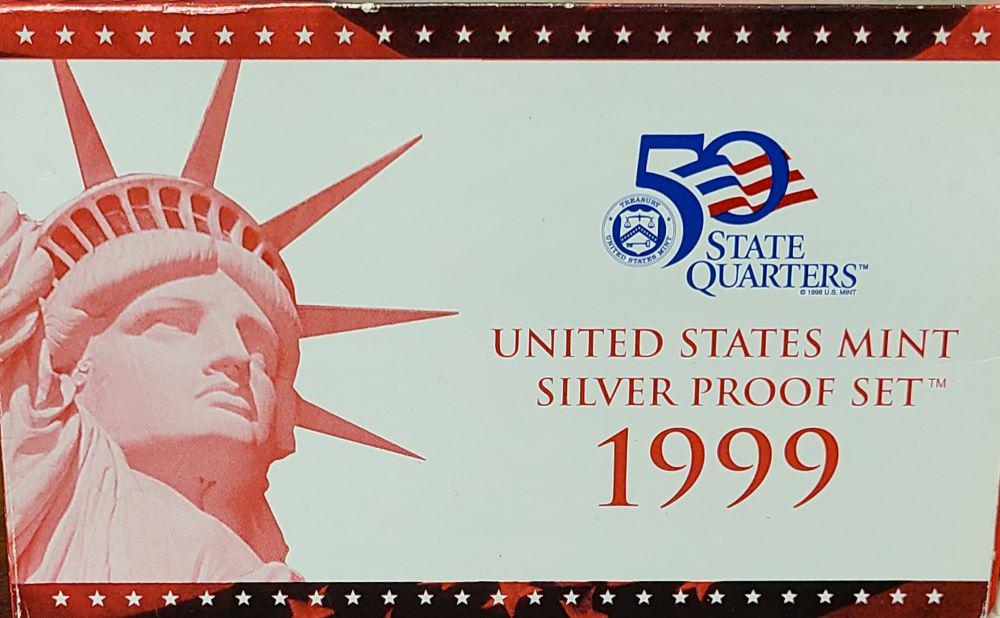 50
TREASURY
UNITED STATES MINT
STATE
QUARTERS™
© 1998 U.S. MINT
UNITED STATES MINT
SILVER PROOF SET™
1999